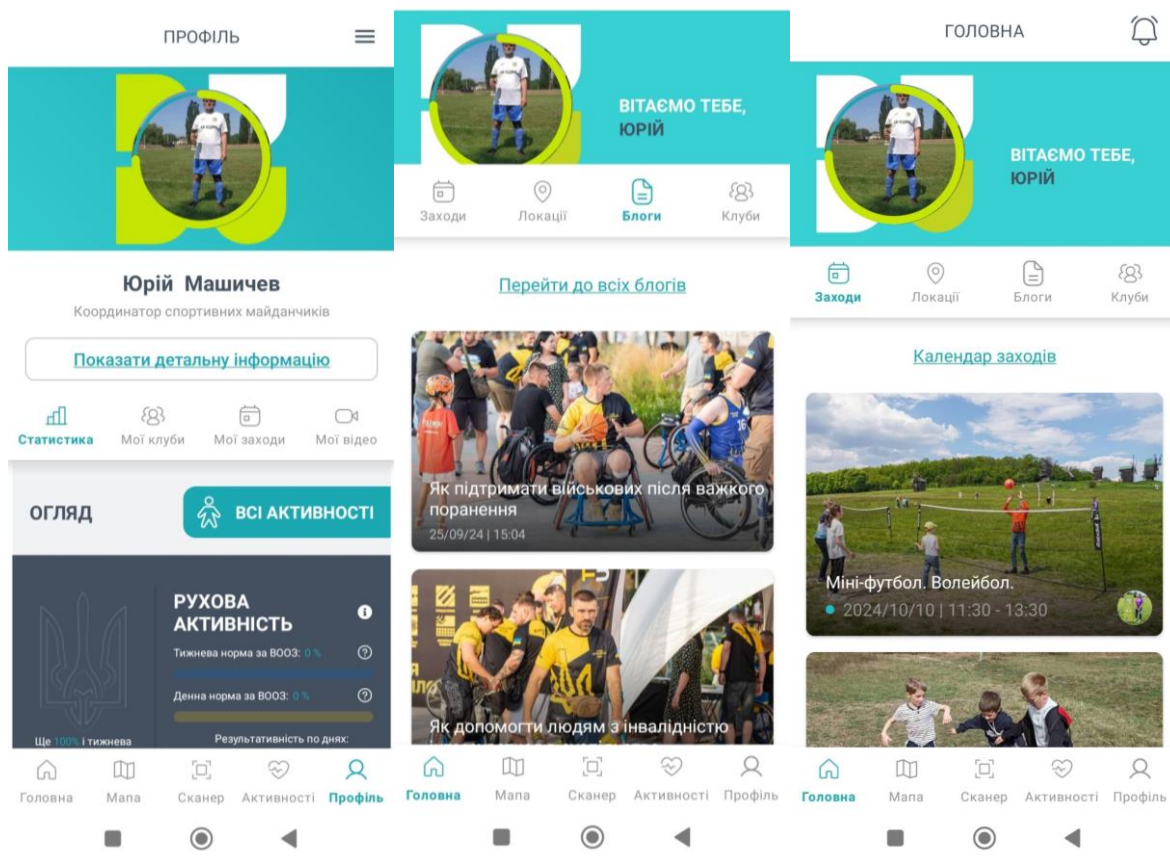 ПРОФІЛЬ
Юрій Машичев
Координатор спортивних майданчиків
Показати детальну інформацію
Статистика
Мої клуби
Мої заходи
Мої відео
ОГЛЯД
ВСІ АКТИВНОСТІ
РУХОВА
АКТИВНІСТЬ
Тижнева норма за ВООЗ: 0 %
Денна норма за ВООЗ: 0 %
Ще 100% і тижнева
Результативність по днях:
Головна
Мапа
Сканер
Активності
Профіль
ВІТАЄМО ТЕБЕ,
ЮРІЙ
Заходи
Локації
Блоги
Клуби
Перейти до всіх блогів
Як підтримати військових після важкого
поранення
25/09/24 | 15:04
Як допомогти людям з інвалідністю
Головна
Мапа
Сканер
Активності
Профіль
ГОЛОВНА
ВІТАЄМО ТЕБЕ,
ЮРІЙ
Заходи
Локації
Блоги
Клуби
Календар заходів
Міні-футбол. Волейбол.
2024/10/10 | 11:30 - 13:30
Головна
Мапа
Сканер
Активності
Профіль